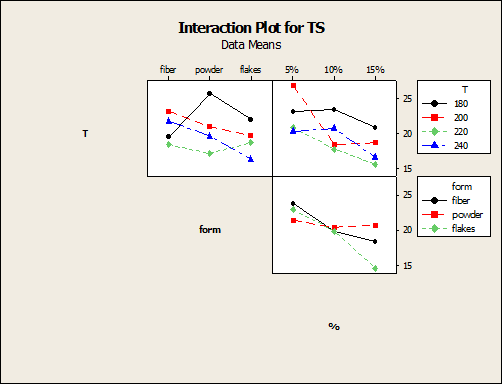 Interaction Plot for TS
Data Means
fiber powder flakes 5% 10% 15%
T
25
20
15
T
180
200
220
240
form
25
20
15
form
fiber
powder
flakes
%